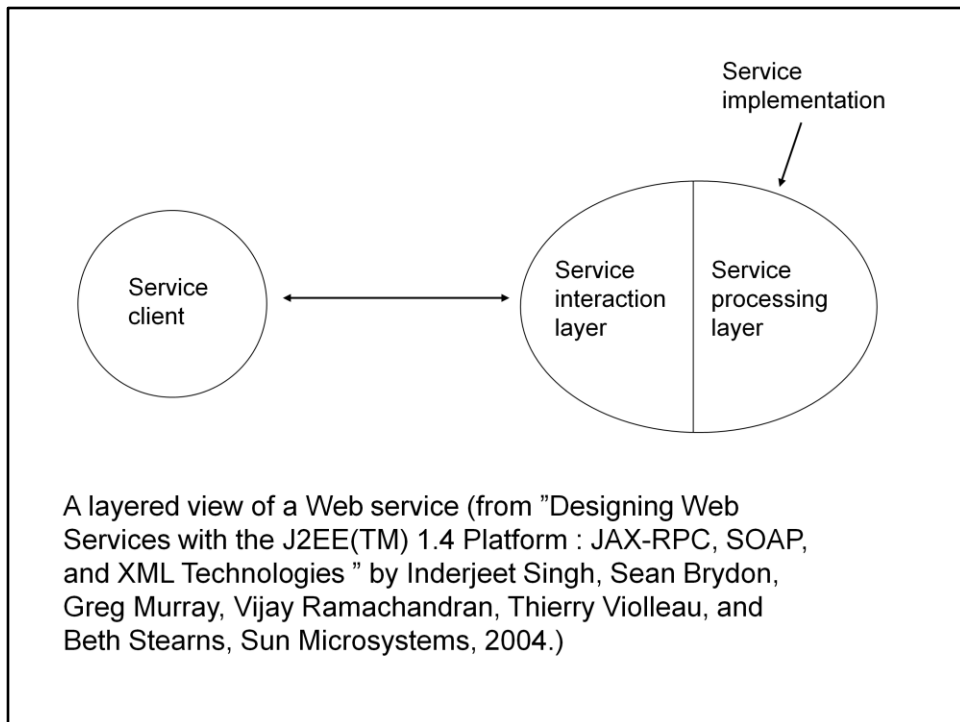 Service
implementation
Service
client
Service
interaction
layer
Service
processing
layer
A layered view of a Web service (from ”Designing Web
Services with the J2EE(TM) 1.4 Platform : JAX-RPC, SOAP,
and XML Technologies ” by Inderjeet Singh, Sean Brydon,
Greg Murray, Vijay Ramachandran, Thierry Violleau, and
Beth Stearns, Sun Microsystems, 2004.)